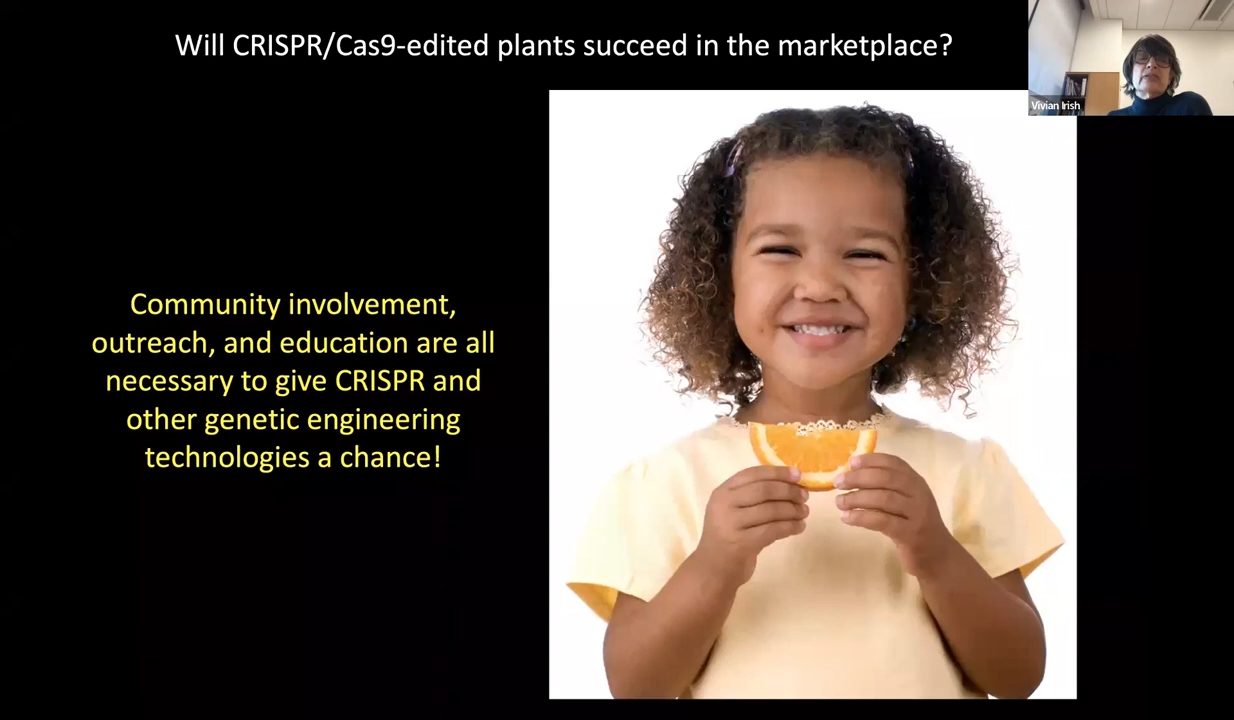 Will CRISPR/Cas9-edited plants succeed in the marketplace?
Vivian Irish
Community involvement,
outreach, and education are all
necessary to give CRISPR and
other genetic engineering
technologies a chance!